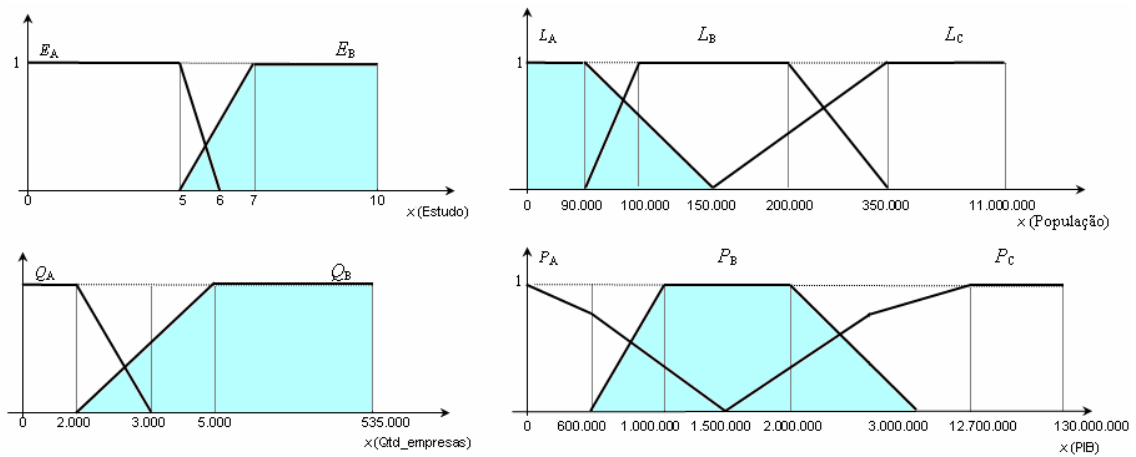 E_A E_B
1
0 5 6 7 10
x (Estudo)
L_A L_B L_C
1
0 90.000 100.000 150.000 200.000 350.000 11.000.000
x (População)
Q_A Q_B
1
0 2.000 3.000 5.000 535.000
x (Qtd_empresas)
P_A P_B P_C
1
0 600.000 1.000.000 1.500.000 2.000.000 3.000.000 12.700.000 130.000.000
x (PIB)